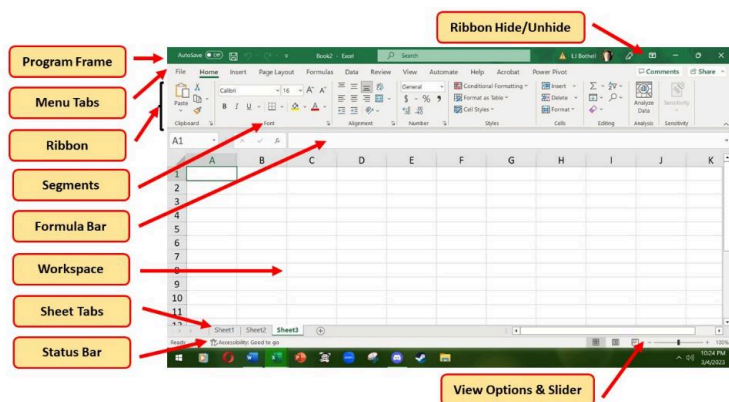 Ribbon Hide/Unhide
Program Frame
Menu Tabs
Ribbon
Segments
Formula Bar
Workspace
Sheet Tabs
Status Bar
View Options & Slider
AutoSave Off Book2 - Excel Search LJ Bothell
File Home Insert Page Layout Formulas Data Review View Automate Help Acrobat Power Pivot Comments Share
Paste Calibri 16 General Conditional Formatting Insert
B I U A $ % 9 Format as Table Delete Analyze Data Sensitivity
Cell Styles Format
Clipboard Font Alignment Number Styles Cells Editing Analysis Sensitivity
A1 fx
A B C D E F G H I J K
1
2
3
4
5
6
7
8
9
10
11
12
Sheet1 Sheet2 Sheet3
Ready Accessibility: Good to go 100%
10:24 PM
3/4/2023